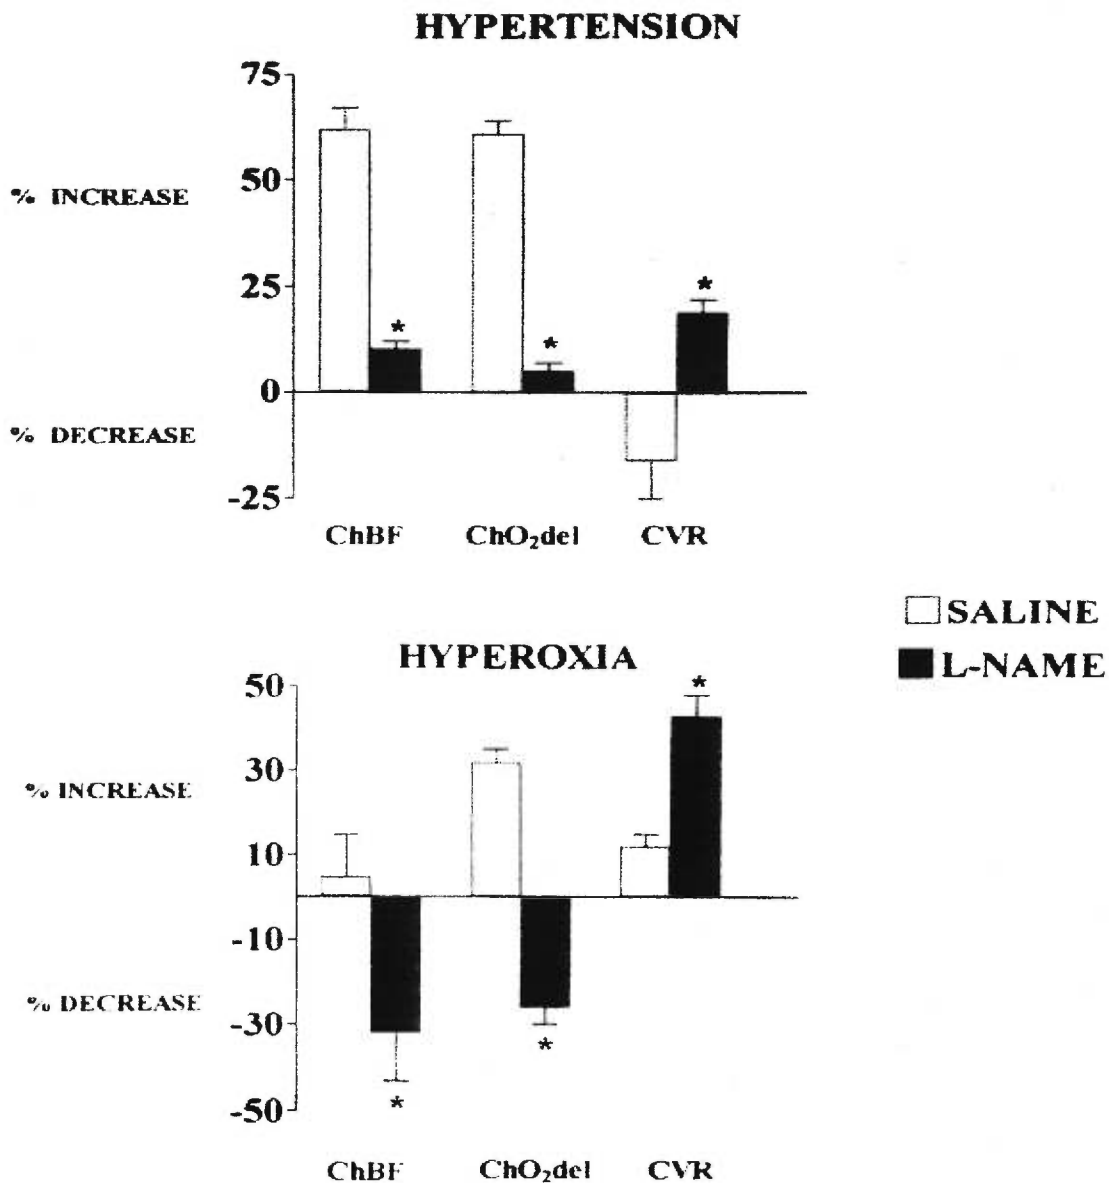 HYPERTENSION
75
50
% INCREASE
25
*
*
*
0
% DECREASE
-25
ChBF ChO₂del CVR
SALINE
L-NAME
HYPEROXIA
50
*
30
% INCREASE
10
-10
% DECREASE
-30
*
*
-50
ChBF ChO₂del CVR